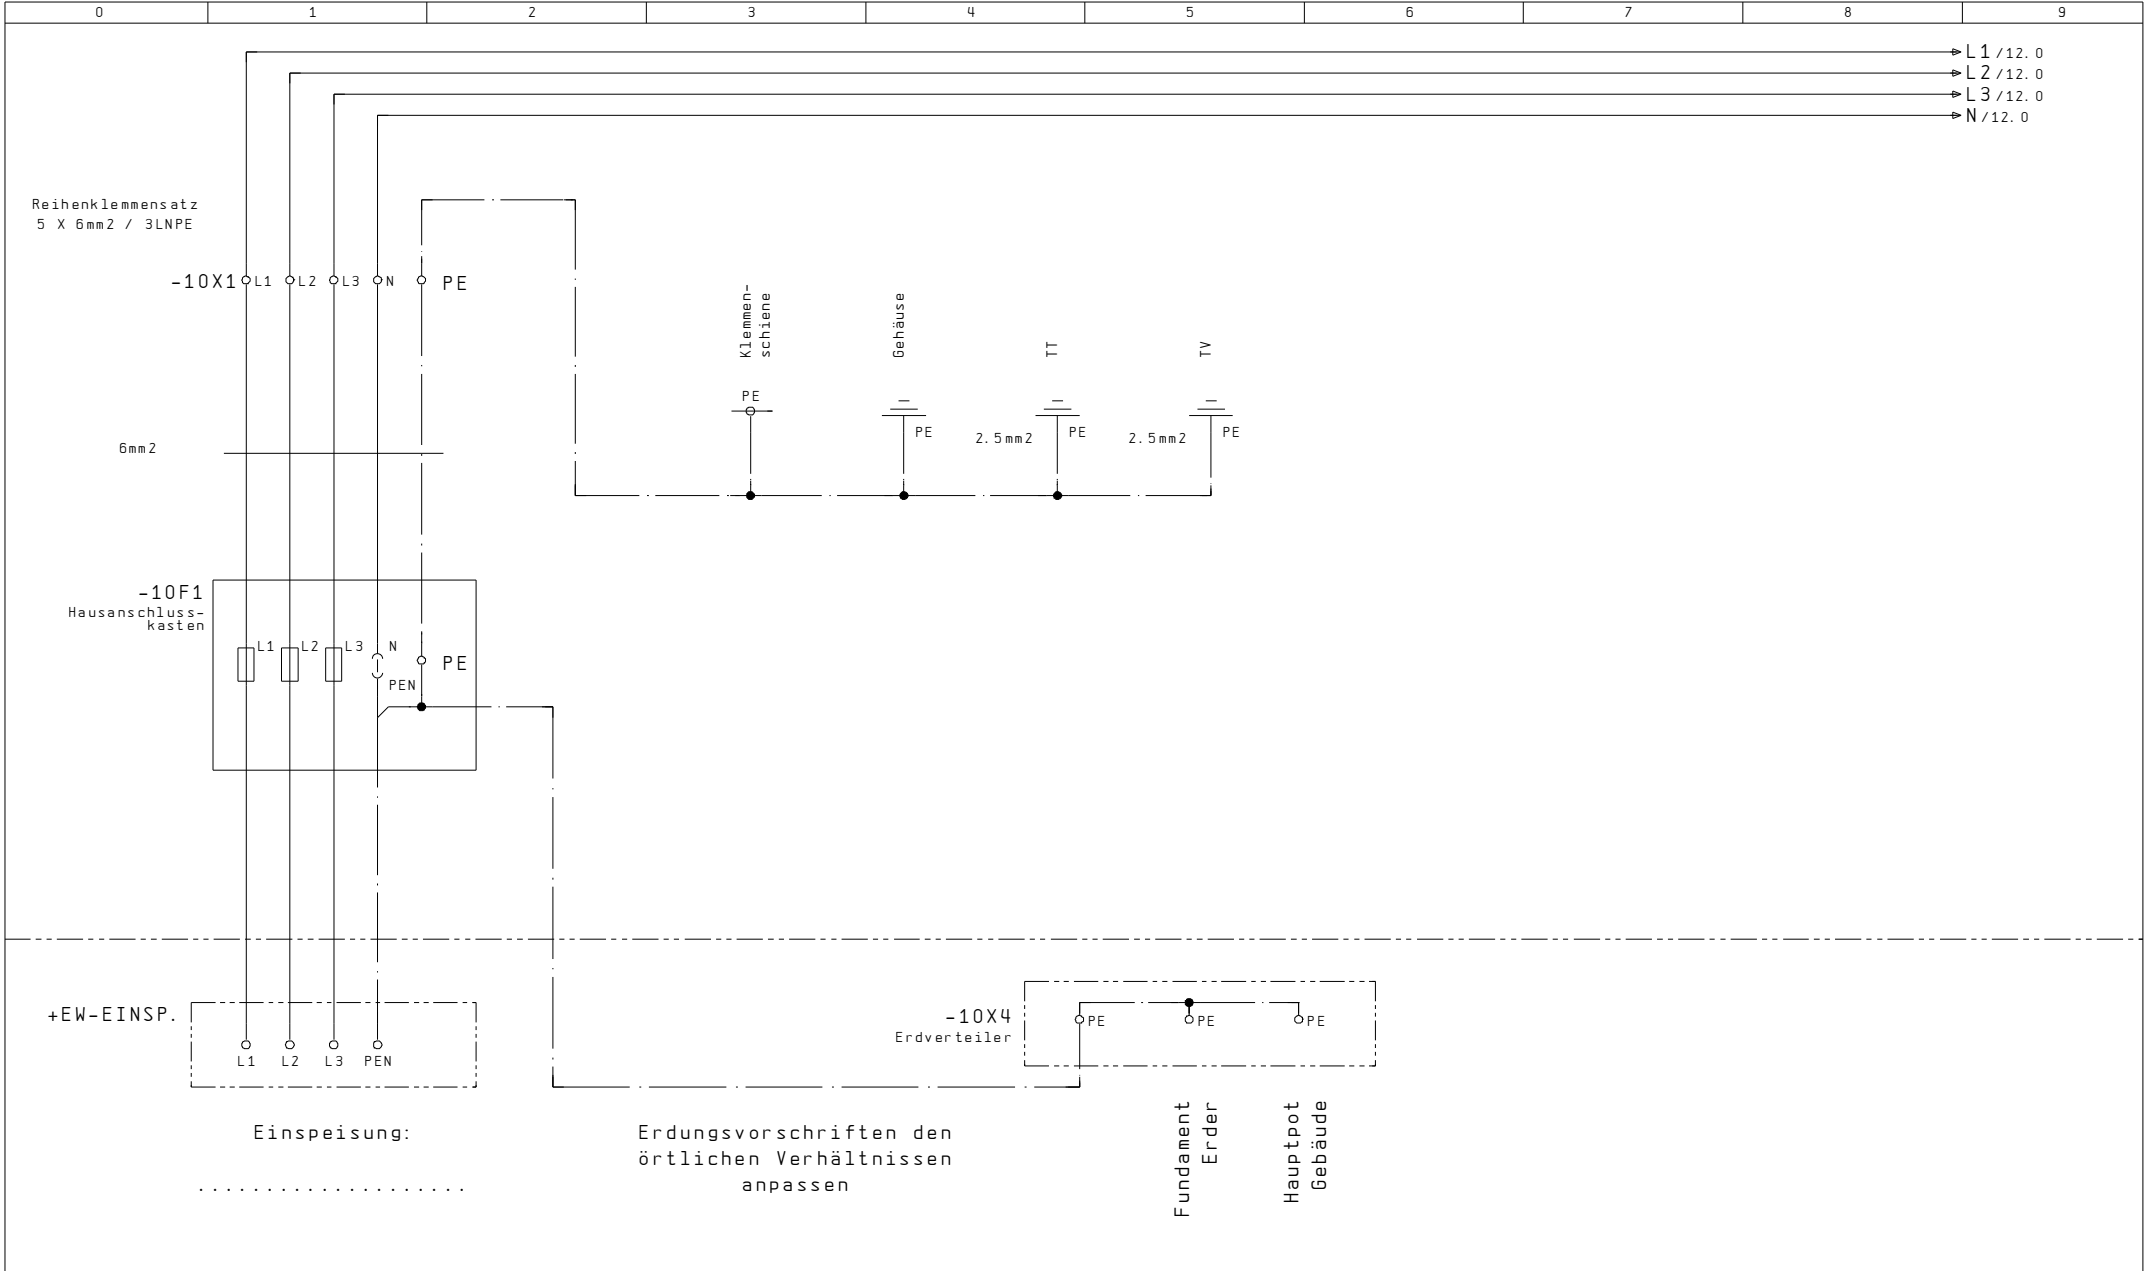 0 1 2 3 4 5 6 7 8 9
L1/12.0
L2/12.0
L3/12.0
N/12.0
Reihenklemmensatz
5 X 6mm2 / 3LNPE
-10X1 L1 L2 L3 N PE
Klemmen-
schiene
Gehäuse
TT
TV
PE
PE
2.5mm2 PE
2.5mm2 PE
6mm2
-10F1
Hausanschluss-
kasten
L1 L2 L3 N
PE
PEN
+EW-EINSP.
L1 L2 L3 PEN
-10X4
Erdverteiler
PE PE PE
Einspeisung:
....................
Erdungsvorschriften den
örtlichen Verhältnissen
anpassen
Fundament
Erder
Hauptpot
Gebäude